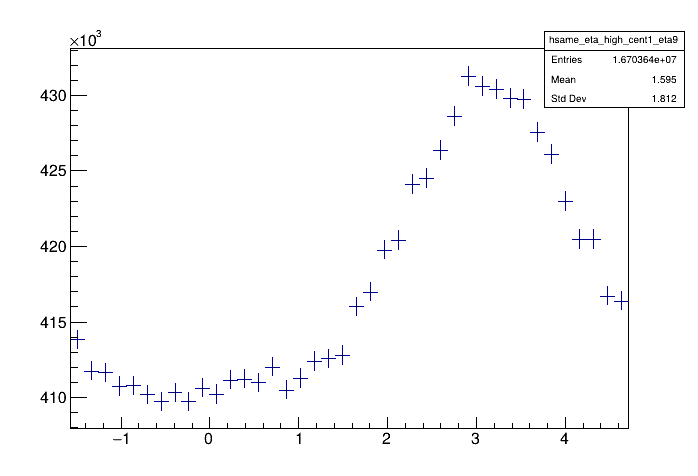 ×10³
hsame_eta_high_cent1_eta9
Entries 1.670364e+07
Mean 1.595
Std Dev 1.812
430
425
420
415
410
−1 0 1 2 3 4